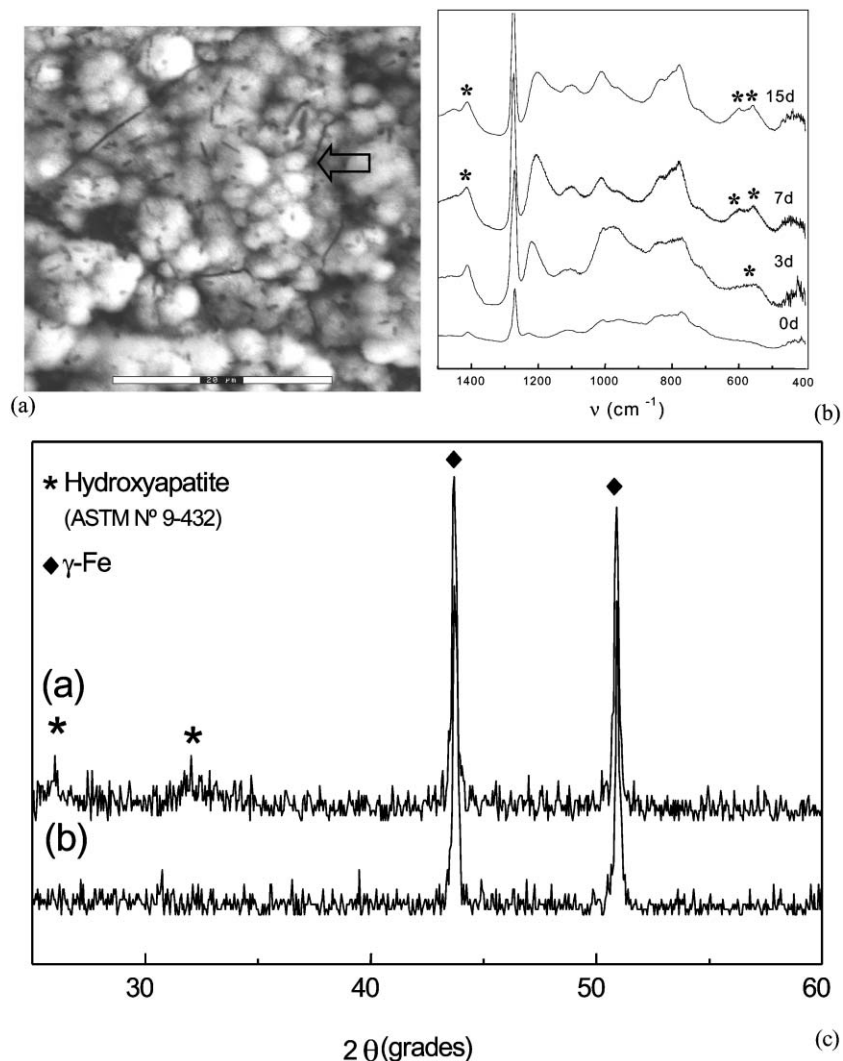 (a)
20 µm
*
* *
15d
*
* *
7d
*
3d
0d
1400 1200 1000 800 600 400
ν (cm ⁻¹)
(b)
* Hydroxyapatite
(ASTM Nº 9-432)
◆ γ-Fe
◆ ◆
(a)
* *
(b)
30 40 50 60
2 θ (grades)
(c)